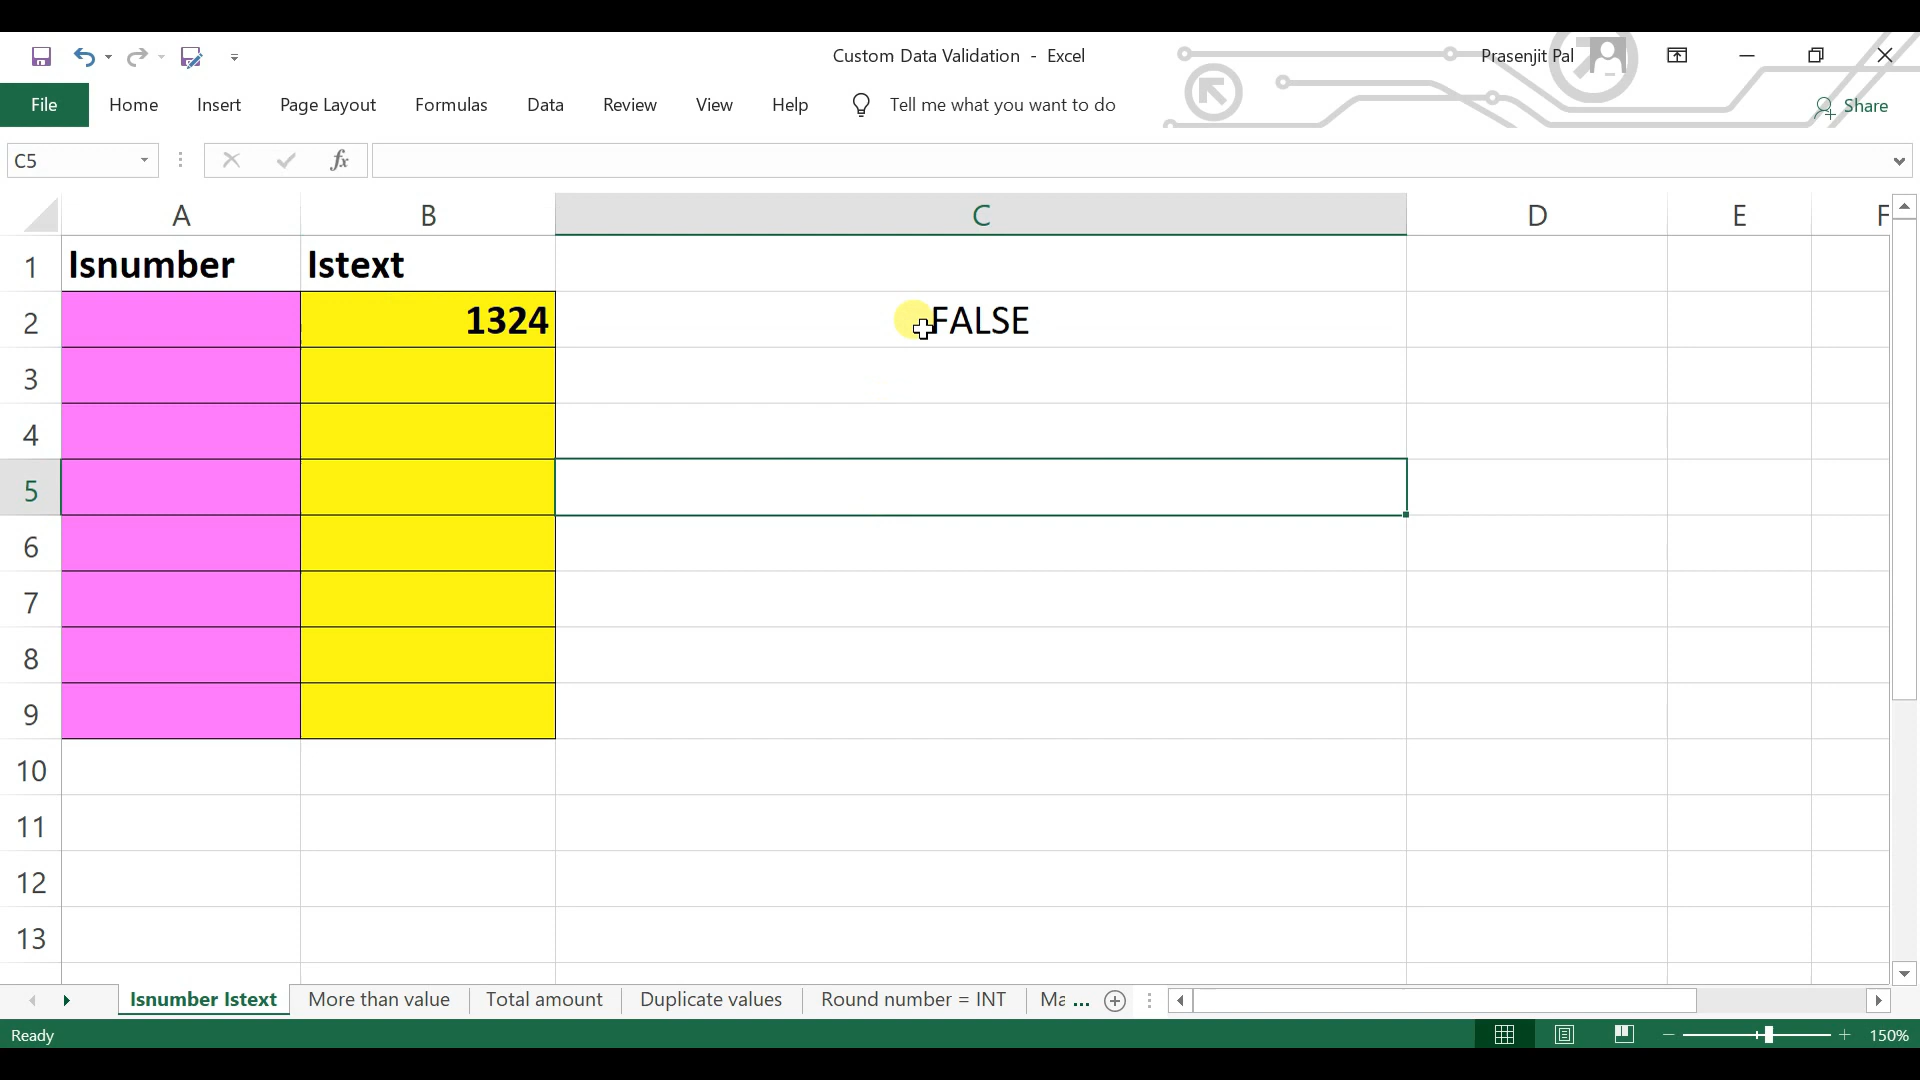 Custom Data Validation - Excel
Prasenjit Pal
File Home Insert Page Layout Formulas Data Review View Help Tell me what you want to do Share
C5 fx
A B C D E F
1 Isnumber Istext
2 1324 FALSE
3
4
5
6
7
8
9
10
11
12
13
Isnumber Istext More than value Total amount Duplicate values Round number = INT Ma ...
Ready 150%